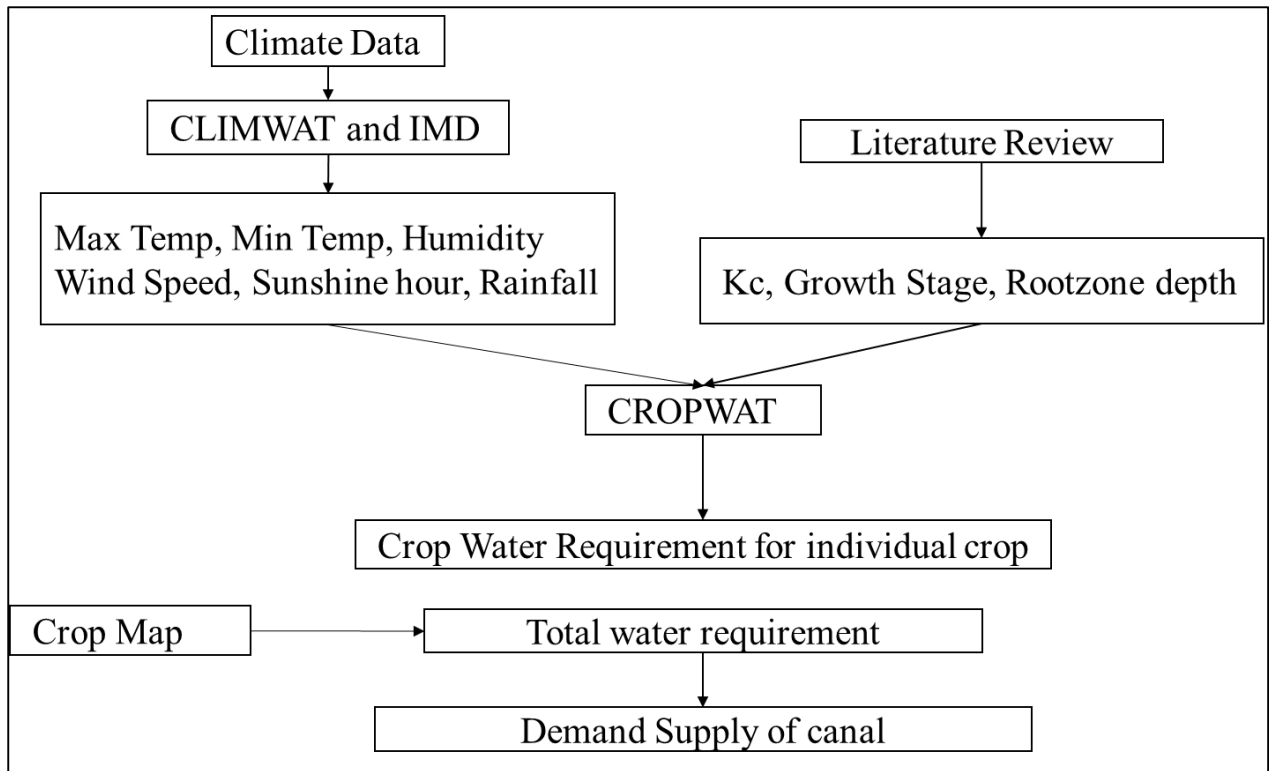 Climate Data
CLIMWAT and IMD
Literature Review
Max Temp, Min Temp, Humidity
Wind Speed, Sunshine hour, Rainfall
Kc, Growth Stage, Rootzone depth
CROPWAT
Crop Water Requirement for individual crop
Crop Map
Total water requirement
Demand Supply of canal